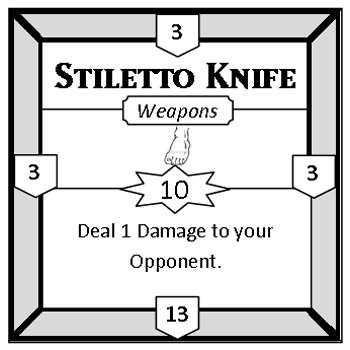 3
STILETTO KNIFE
Weapons
3
3
10
Deal 1 Damage to your
Opponent.
13